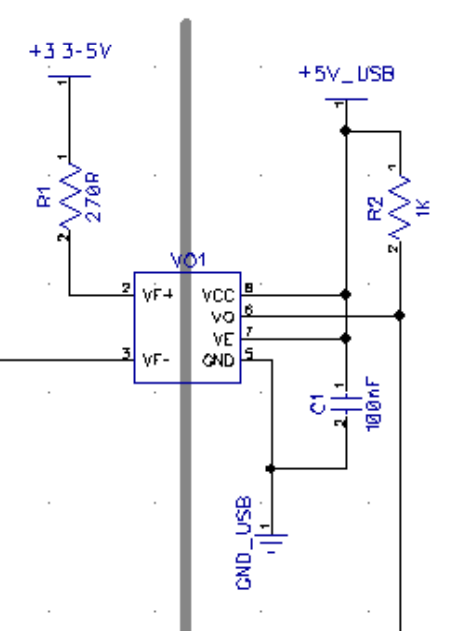 +3.3-5V
1
+5V_USB
1
1
R1
270R
2
1
R2
1K
2
VO1
2
VF+
VCC
8
VO
6
VE
7
3
VF-
GND
5
1
C1
100nF
2
GND_USB
1